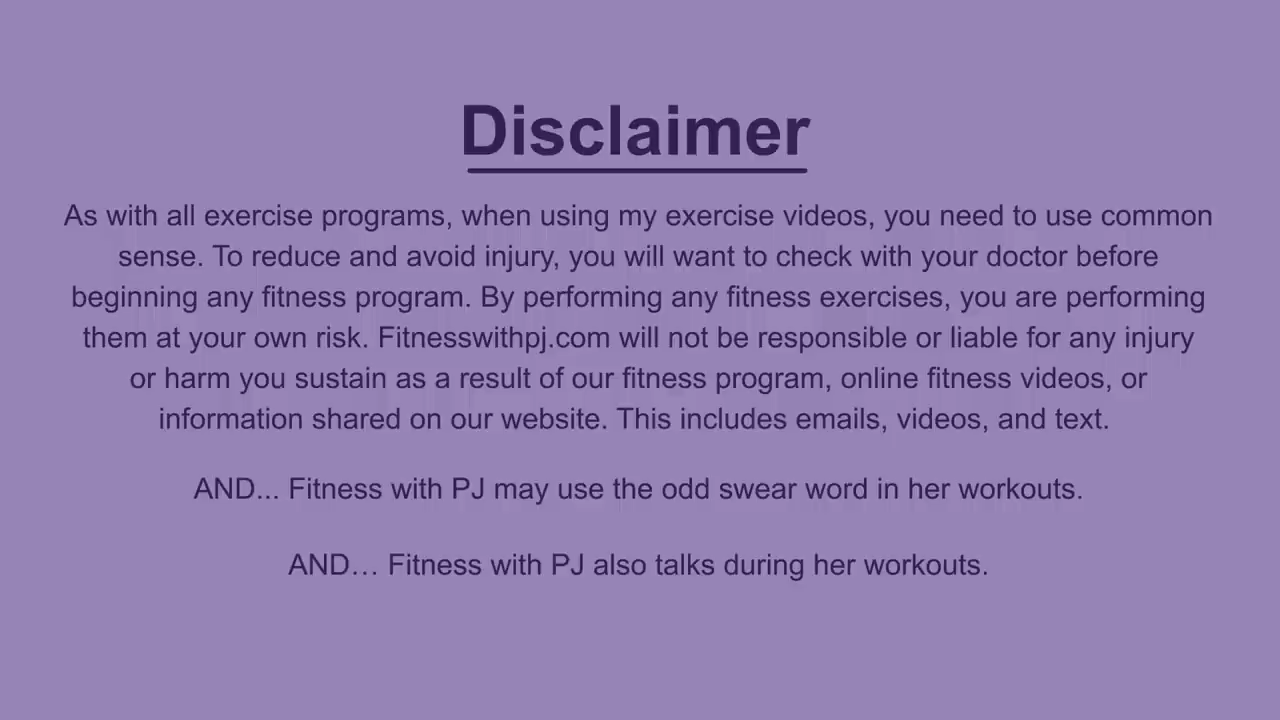 Disclaimer
As with all exercise programs, when using my exercise videos, you need to use common
sense. To reduce and avoid injury, you will want to check with your doctor before
beginning any fitness program. By performing any fitness exercises, you are performing
them at your own risk. Fitnesswithpj.com will not be responsible or liable for any injury
or harm you sustain as a result of our fitness program, online fitness videos, or
information shared on our website. This includes emails, videos, and text.
AND... Fitness with PJ may use the odd swear word in her workouts.
AND… Fitness with PJ also talks during her workouts.